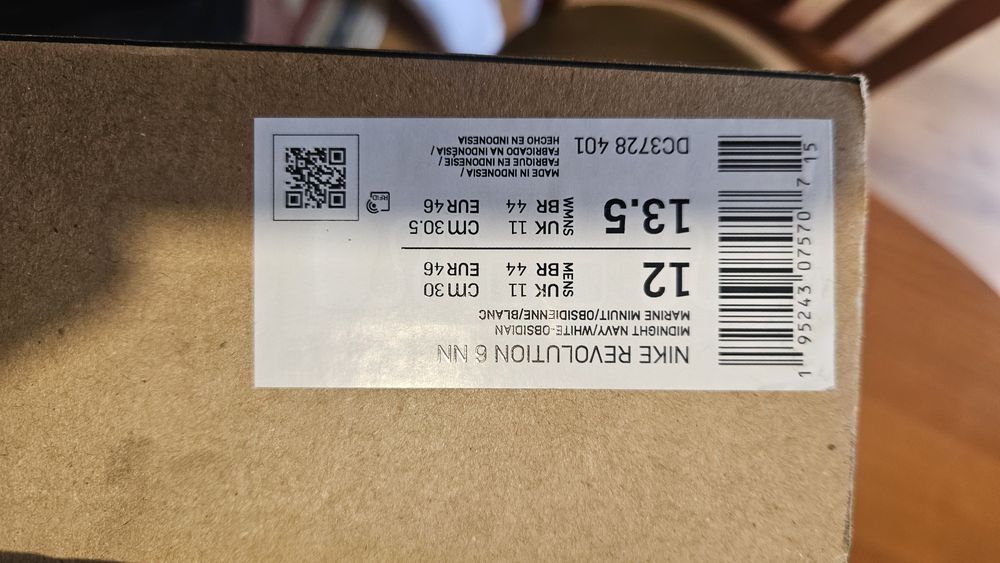 NIKE REVOLUTION 6 NN
MIDNIGHT NAVY/WHITE-OBSIDIAN
MARINE MINUIT/OBSIDIENNE/BLANC
12
MENS
UK 11
BR 44
cm 30
EUR 46
13.5
WMNS
UK 11
BR 44
cm 30.5
EUR 46
RFID
DC3728 401
MADE IN INDONESIA /
FABRIQUE EN INDONESIE /
FABRICADO NA INDONÉSIA /
HECHO EN INDONESIA
1 95243 07570 7 15